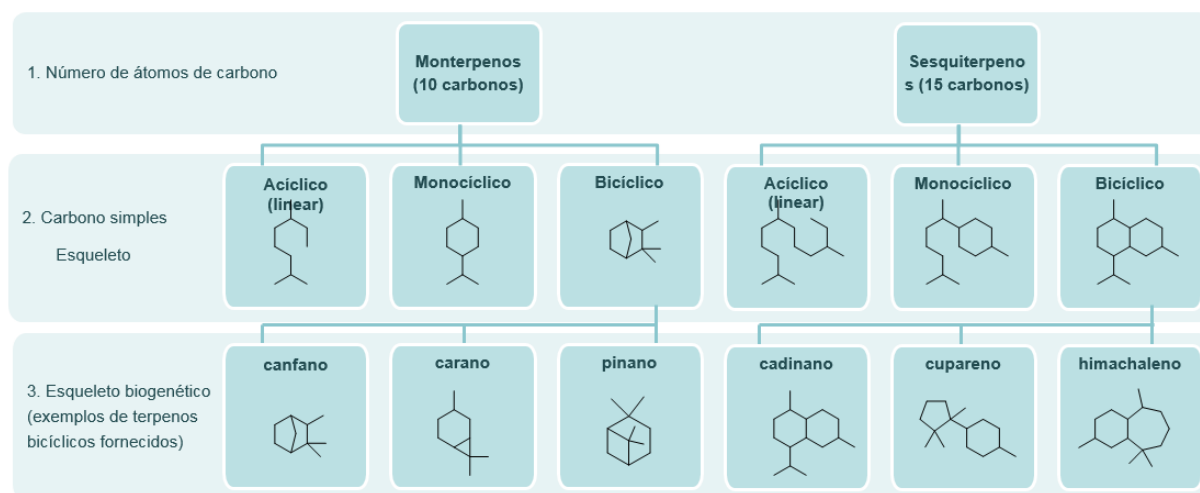 1. Número de átomos de carbono
Monterpenos
(10 carbonos)
Sesquiterpeno
s (15 carbonos)
2. Carbono simples
Esqueleto
Acíclico
(linear)
Monocíclico
Bicíclico
Acíclico
(linear)
Monocíclico
Bicíclico
3. Esqueleto biogenético
(exemplos de terpenos
bicíclicos fornecidos)
canfano
carano
pinano
cadinano
cupareno
himachaleno